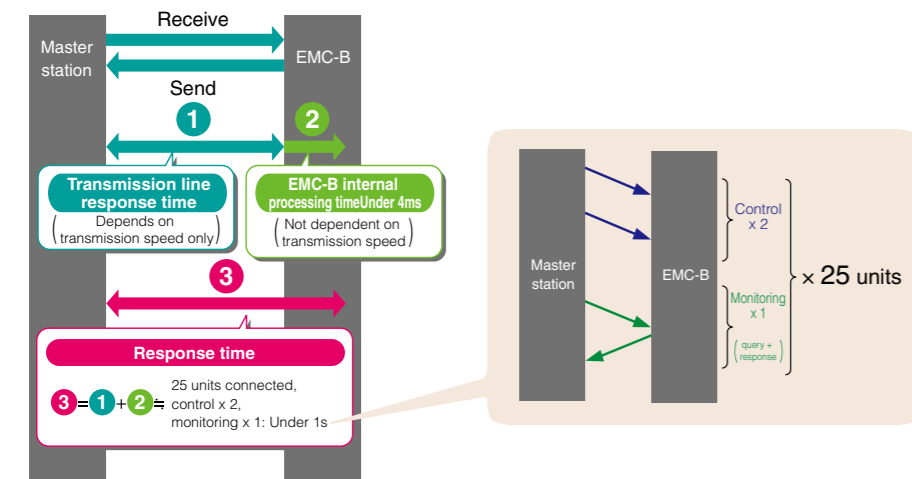 Receive
Master
station
EMC-B
Send
1
2
Transmission line
response time
(Depends on
transmission speed only)
EMC-B internal
processing timeUnder 4ms
(Not dependent on
transmission speed)
3
Response time
3=1+2≒
25 units connected,
control x 2,
monitoring x 1: Under 1s
Master
station
EMC-B
Control
x 2
Monitoring
x 1
(query +
response)
× 25 units